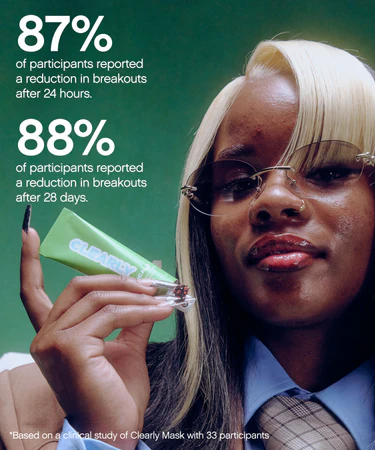 87%
of participants reported
a reduction in breakouts
after 24 hours.
88%
of participants reported
a reduction in breakouts
after 28 days.
CLEARLY
*Based on a clinical study of Clearly Mask with 33 participants